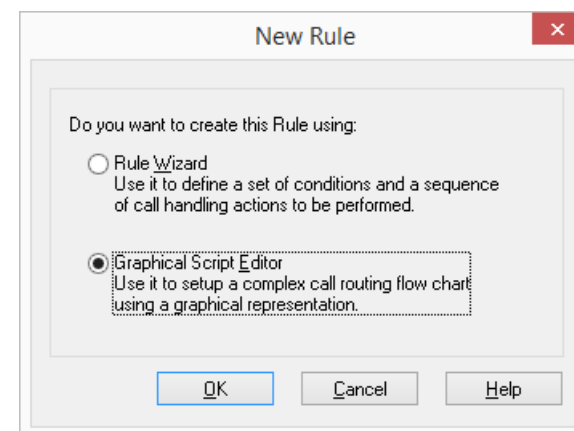 New Rule
Do you want to create this Rule using:
Rule Wizard
Use it to define a set of conditions and a sequence
of call handling actions to be performed.
Graphical Script Editor
Use it to setup a complex call routing flow chart
using a graphical representation.
OK
Cancel
Help